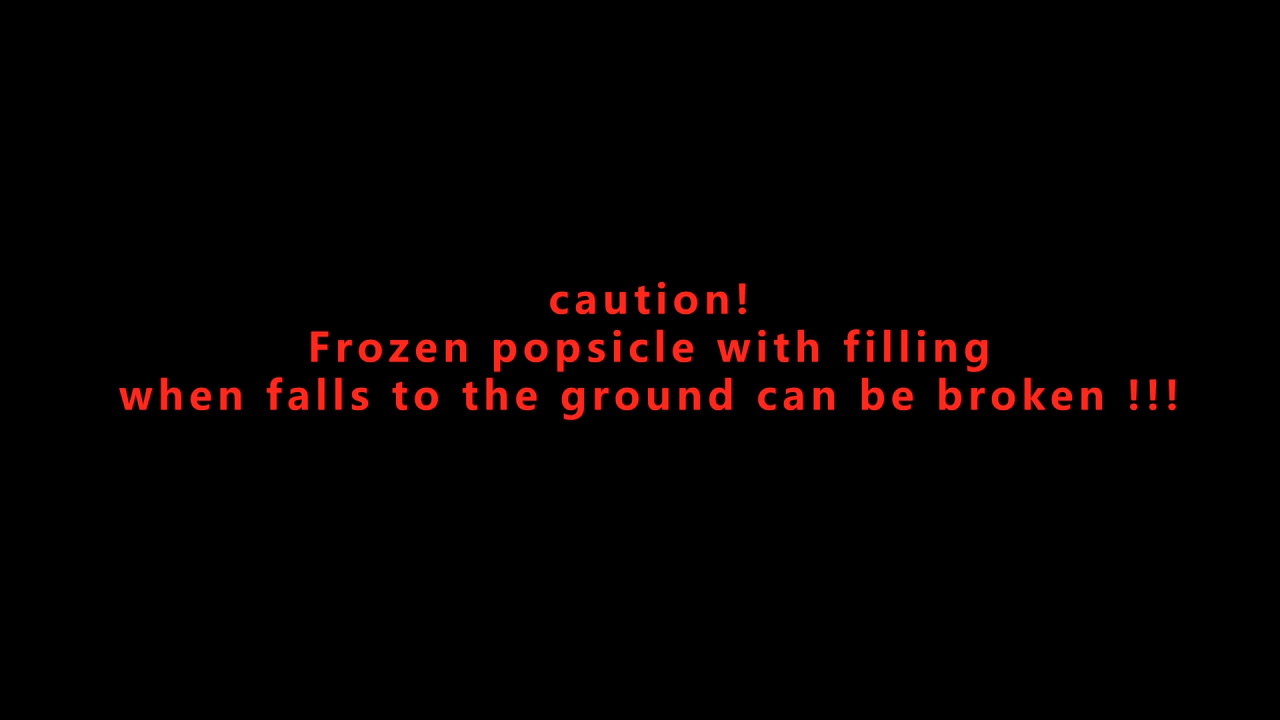 caution!
Frozen popsicle with filling
when falls to the ground can be broken !!!